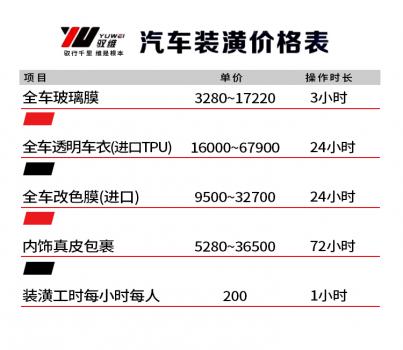 YUWEI
驭维
驭行千里 维是根本
汽车装潢价格表
项目 单价 操作时长
全车玻璃膜 3280~17220 3小时
全车透明车衣(进口TPU) 16000~67900 24小时
全车改色膜(进口) 9500~32700 24小时
内饰真皮包裹 5280~36500 72小时
装潢工时每小时每人 200 1小时